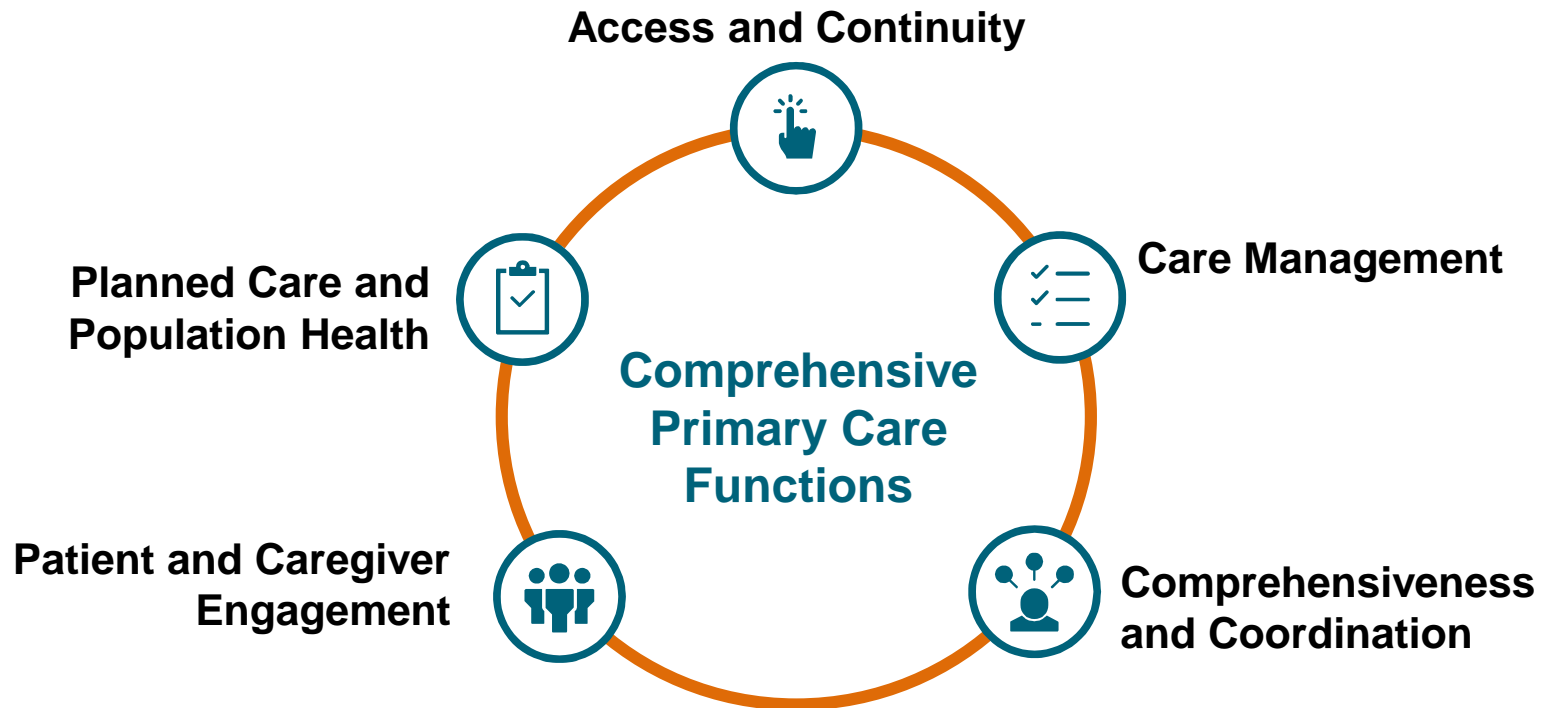 Access and Continuity
Care Management
Planned Care and
Population Health
Comprehensive
Primary Care
Functions
Patient and Caregiver
Engagement
Comprehensiveness
and Coordination